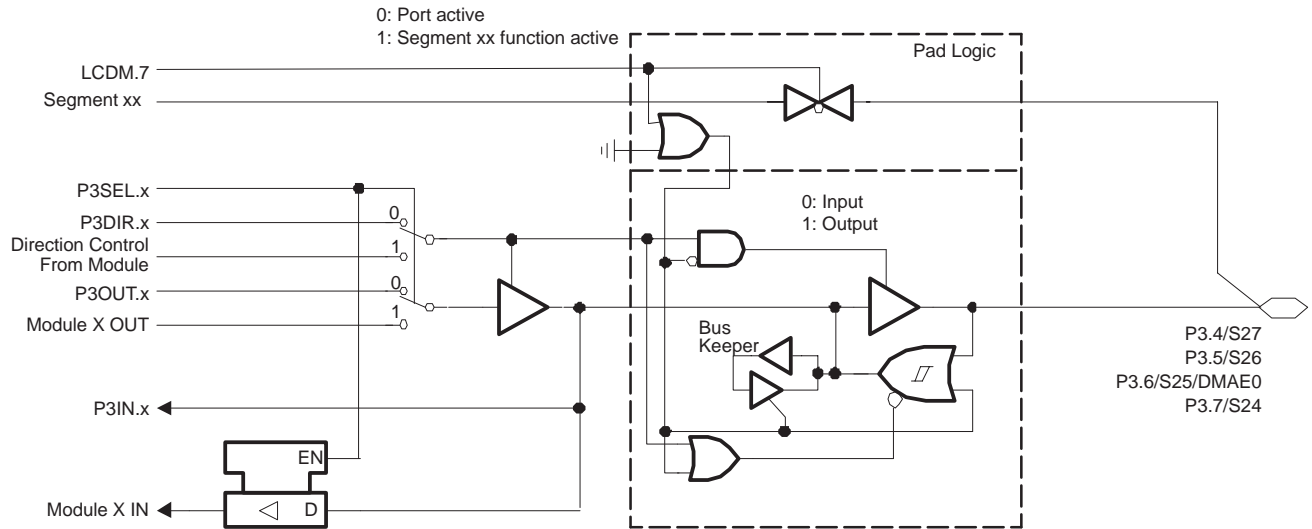 0: Port active
1: Segment xx function active
Pad Logic
LCDM.7
Segment xx
P3SEL.x
P3DIR.x
0
Direction Control
From Module
1
P3OUT.x
0
Module X OUT
1
0: Input
1: Output
Bus
Keeper
P3.4/S27
P3.5/S26
P3.6/S25/DMAE0
P3.7/S24
P3IN.x
EN
Module X IN
D